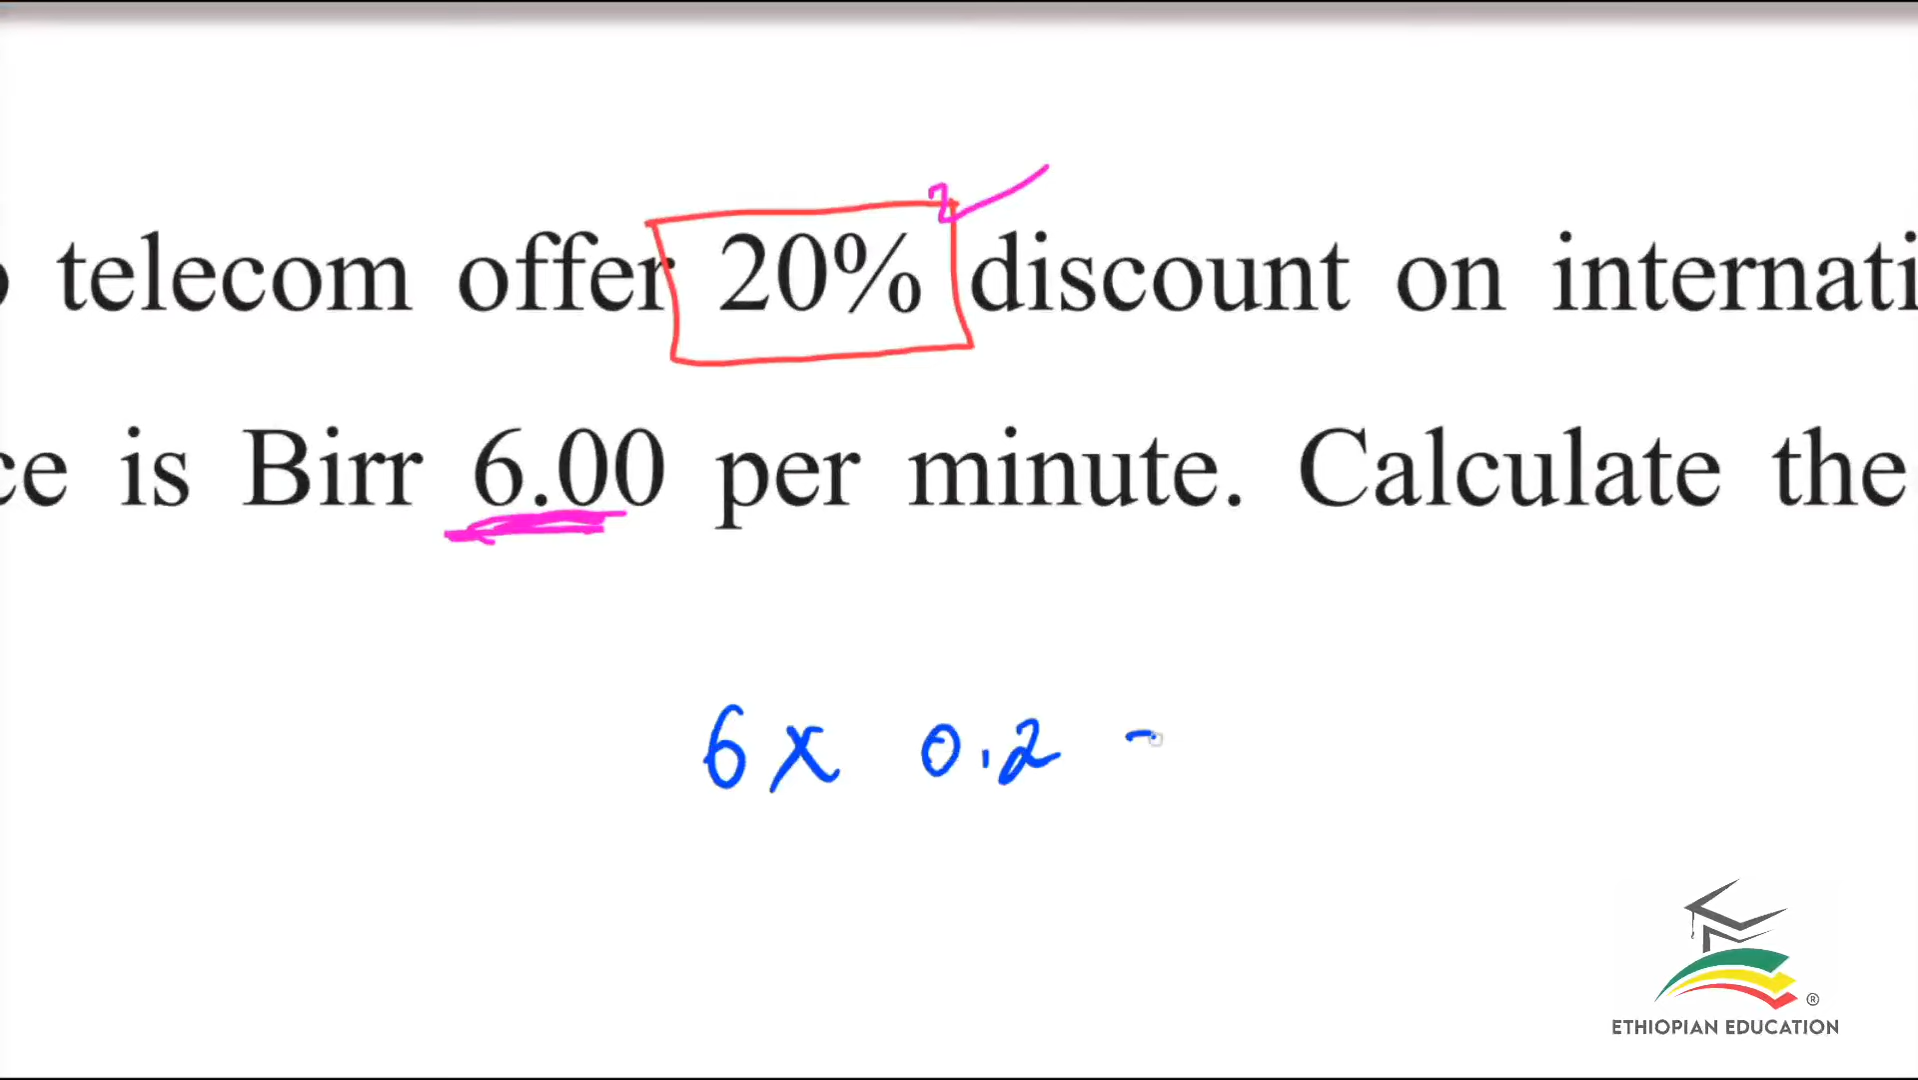 telecom offer 20% discount on internati
ce is Birr 6.00 per minute. Calculate the
6 x 0.2 =
ETHIOPIAN EDUCATION
®